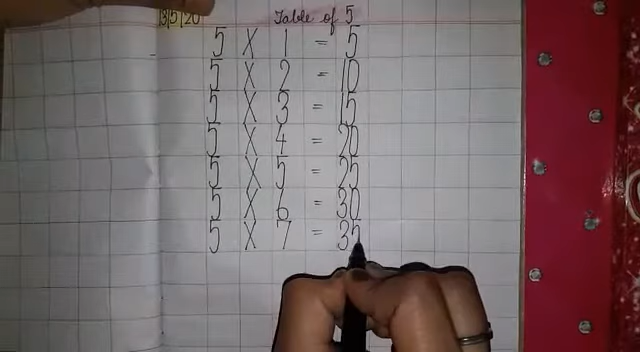 3/5/20
Table of 5
5 X 1 = 5
5 X 2 = 10
5 X 3 = 15
5 X 4 = 20
5 X 5 = 25
5 X 6 = 30
5 X 7 = 35